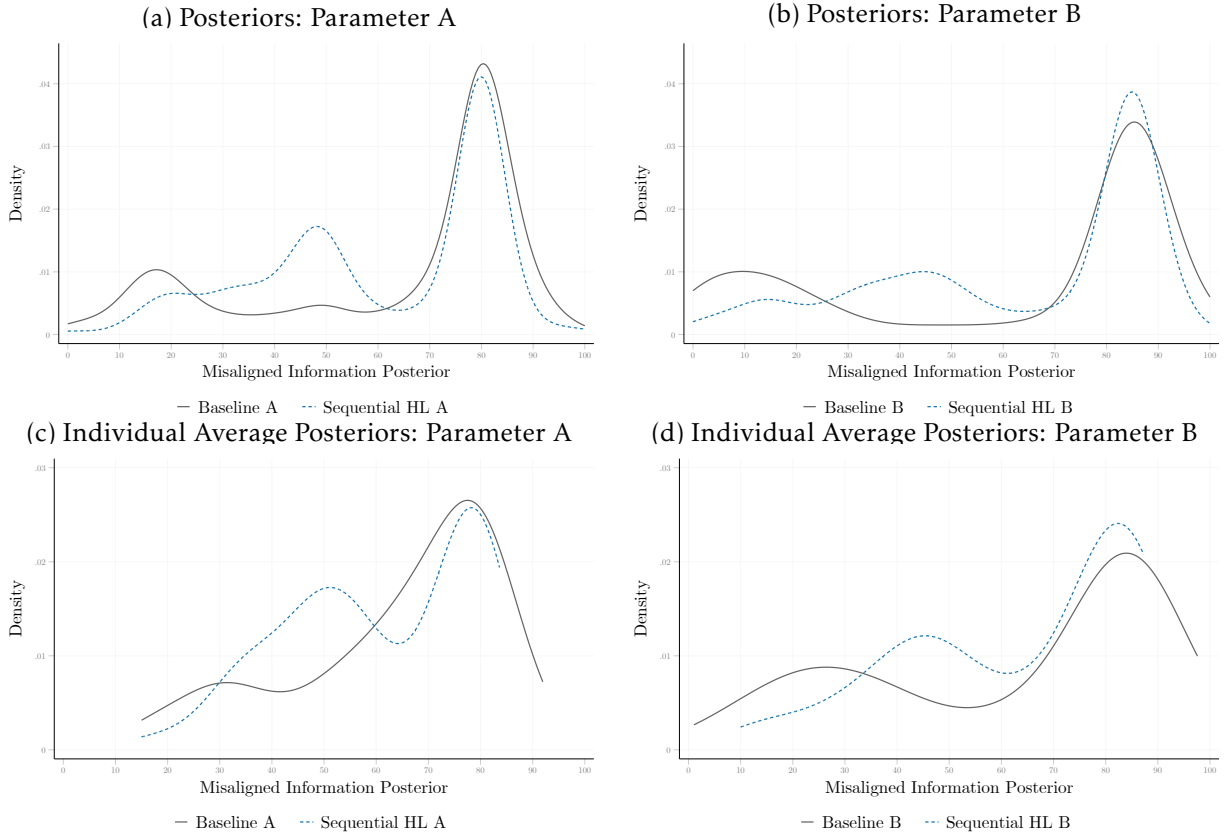 (a) Posteriors: Parameter A
.04
.03
.02
.01
0
Density
0 10 20 30 40 50 60 70 80 90 100
Misaligned Information Posterior
Baseline A Sequential HL A
(b) Posteriors: Parameter B
.04
.03
.02
.01
0
Density
0 10 20 30 40 50 60 70 80 90 100
Misaligned Information Posterior
Baseline B Sequential HL B
(c) Individual Average Posteriors: Parameter A
.03
.02
.01
0
Density
0 10 20 30 40 50 60 70 80 90 100
Misaligned Information Posterior
Baseline A Sequential HL A
(d) Individual Average Posteriors: Parameter B
.03
.02
.01
0
Density
0 10 20 30 40 50 60 70 80 90 100
Misaligned Information Posterior
Baseline B Sequential HL B